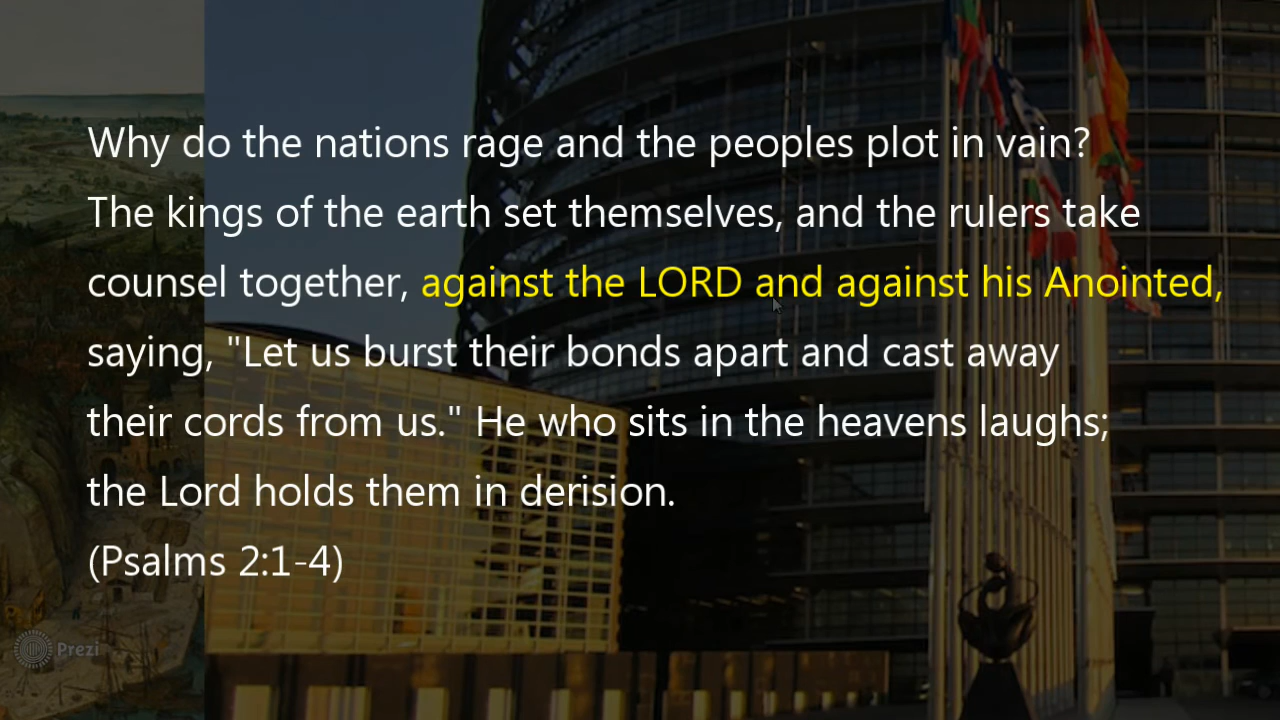 Why do the nations rage and the peoples plot in vain?
The kings of the earth set themselves, and the rulers take
counsel together, against the LORD and against his Anointed,
saying, "Let us burst their bonds apart and cast away
their cords from us." He who sits in the heavens laughs;
the Lord holds them in derision.
(Psalms 2:1-4)
Prezi